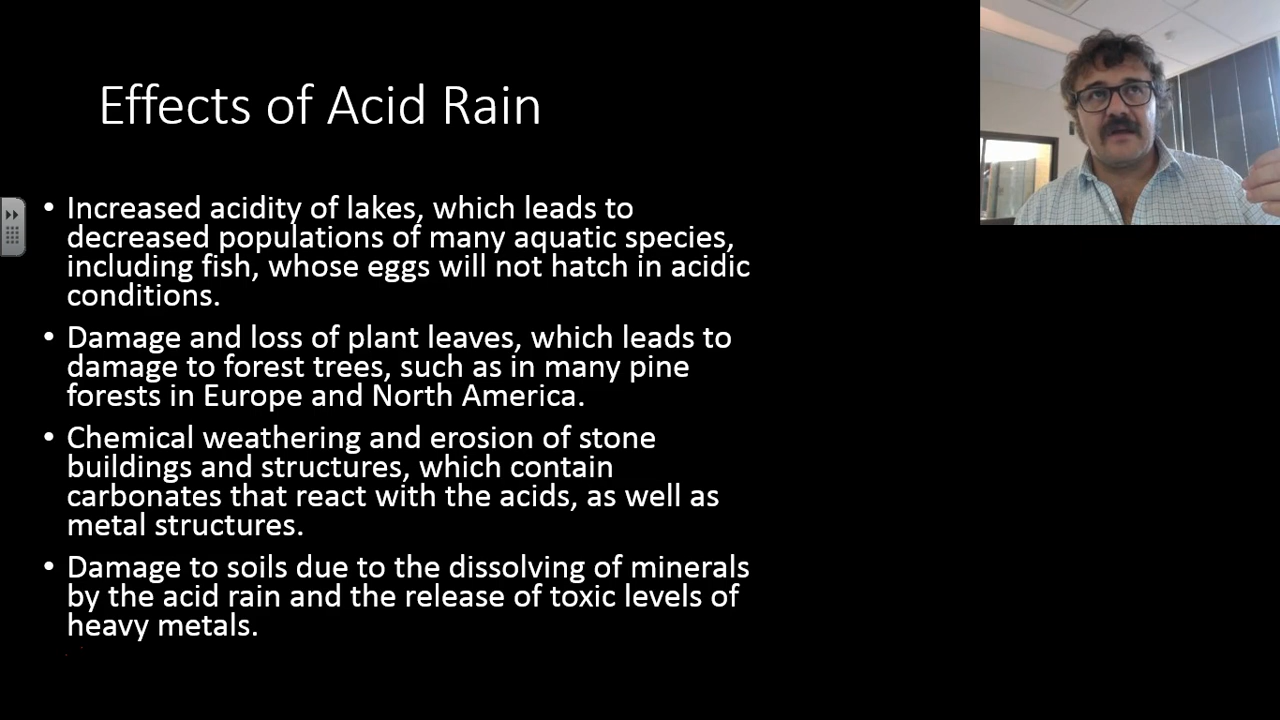 Effects of Acid Rain
• Increased acidity of lakes, which leads to
decreased populations of many aquatic species,
including fish, whose eggs will not hatch in acidic
conditions.
• Damage and loss of plant leaves, which leads to
damage to forest trees, such as in many pine
forests in Europe and North America.
• Chemical weathering and erosion of stone
buildings and structures, which contain
carbonates that react with the acids, as well as
metal structures.
• Damage to soils due to the dissolving of minerals
by the acid rain and the release of toxic levels of
heavy metals.